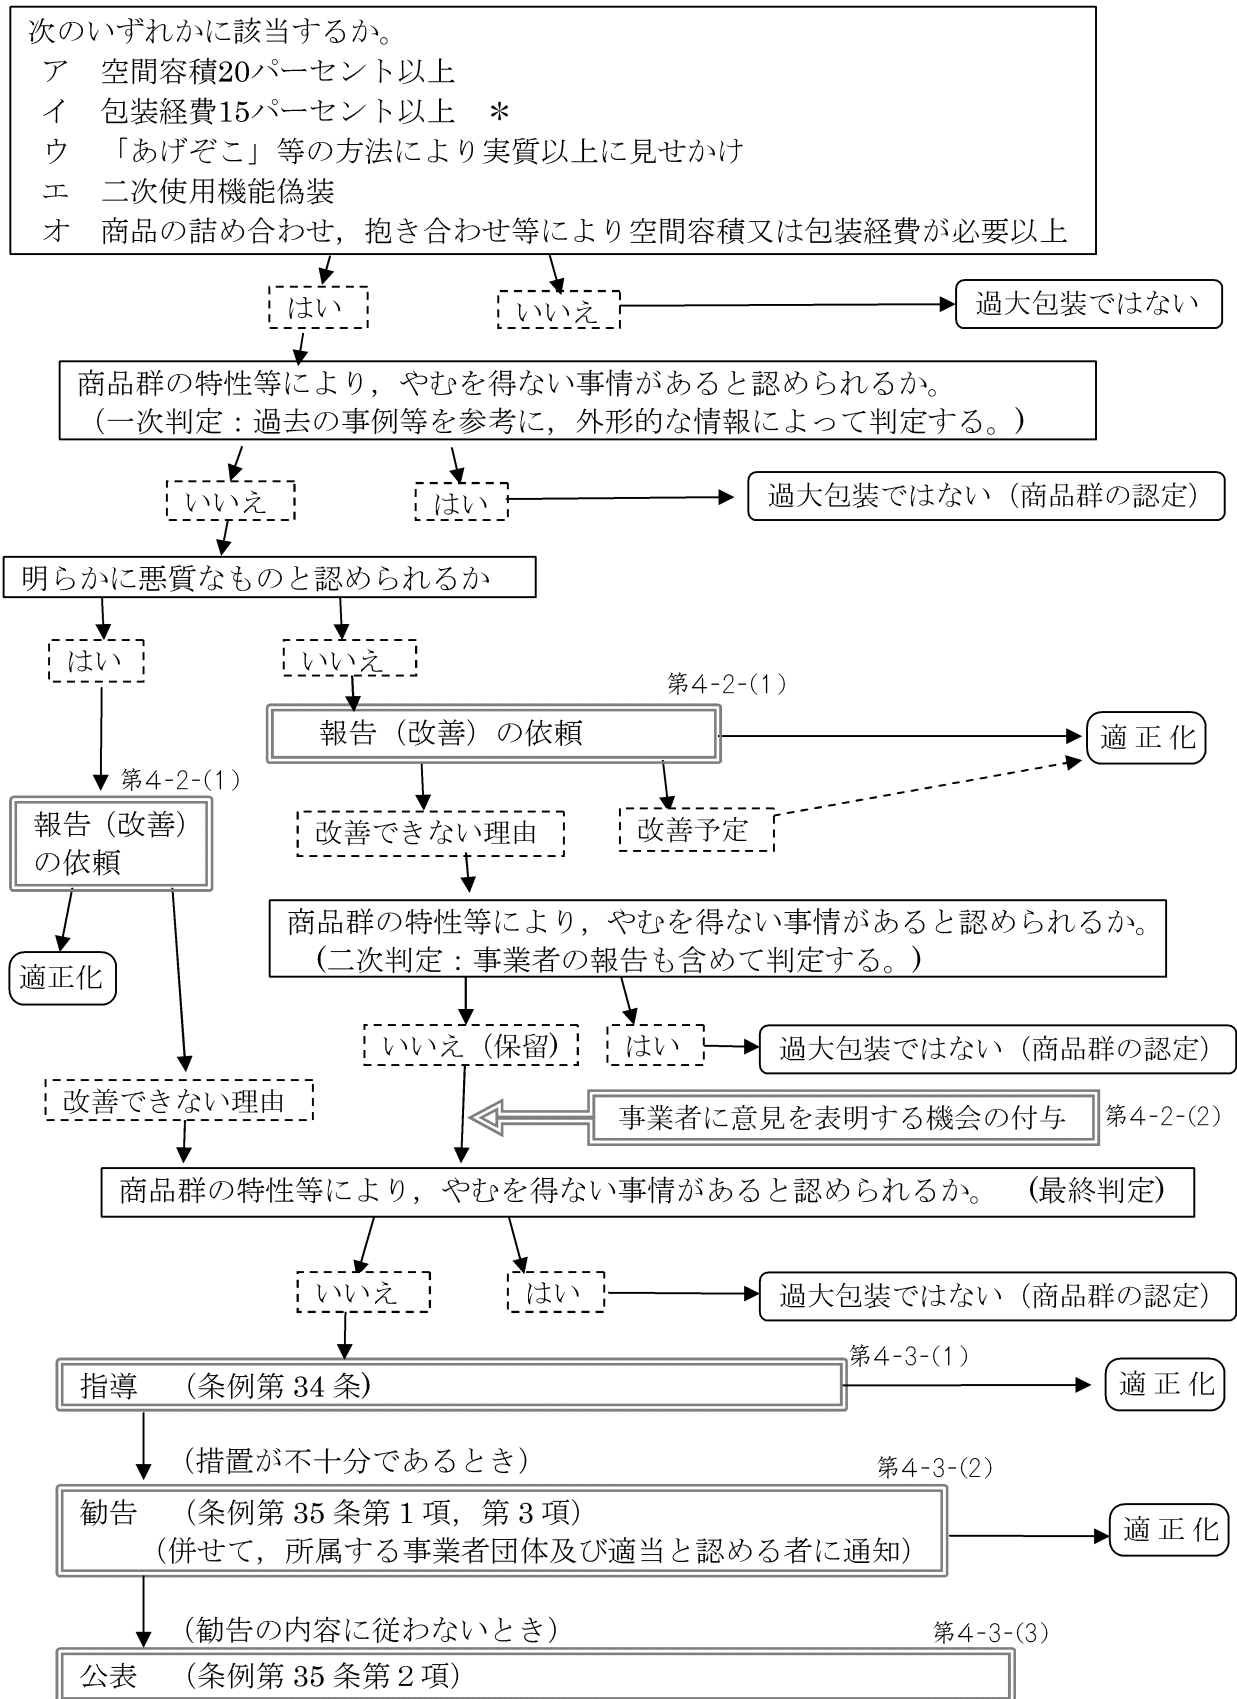 次のいずれかに該当するか。
ア 空間容積20パーセント以上
イ 包装経費15パーセント以上 ＊
ウ 「あげぞこ」等の方法により実質以上に見せかけ
エ 二次使用機能偽装
オ 商品の詰め合わせ，抱き合わせ等により空間容積又は包装経費が必要以上
はい
いいえ
過大包装ではない
商品群の特性等により，やむを得ない事情があると認められるか。
（一次判定：過去の事例等を参考に，外形的な情報によって判定する。）
いいえ
はい
過大包装ではない（商品群の認定）
明らかに悪質なものと認められるか
はい
いいえ
第4-2-(1)
報告（改善）の依頼
適正化
第4-2-(1)
報告（改善）
の依頼
改善できない理由
改善予定
商品群の特性等により，やむを得ない事情があると認められるか。
(二次判定：事業者の報告も含めて判定する。)
適正化
いいえ（保留）
はい
過大包装ではない（商品群の認定）
改善できない理由
事業者に意見を表明する機会の付与
第4-2-(2)
商品群の特性等により，やむを得ない事情があると認められるか。 (最終判定)
いいえ
はい
過大包装ではない（商品群の認定）
第4-3-(1)
指導 （条例第 34 条）
適正化
（措置が不十分であるとき）
第4-3-(2)
勧告 （条例第 35 条第 1 項，第 3 項）
（併せて，所属する事業者団体及び適当と認める者に通知）
適正化
（勧告の内容に従わないとき）
第4-3-(3)
公表 （条例第 35 条第 2 項）